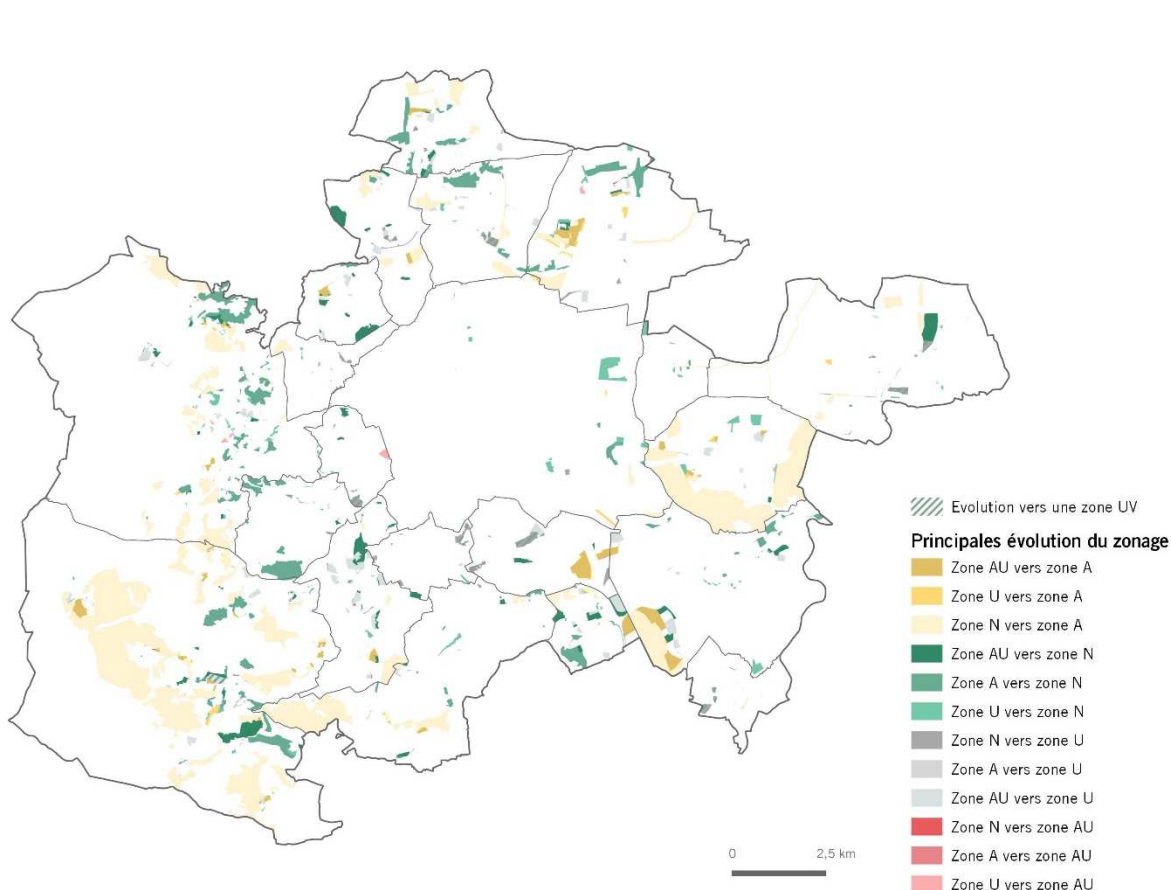 Evolution vers une zone UV
Principales évolution du zonage
Zone AU vers zone A
Zone U vers zone A
Zone N vers zone A
Zone AU vers zone N
Zone A vers zone N
Zone U vers zone N
Zone N vers zone U
Zone A vers zone U
Zone AU vers zone U
Zone N vers zone AU
Zone A vers zone AU
Zone U vers zone AU
0 2,5 km